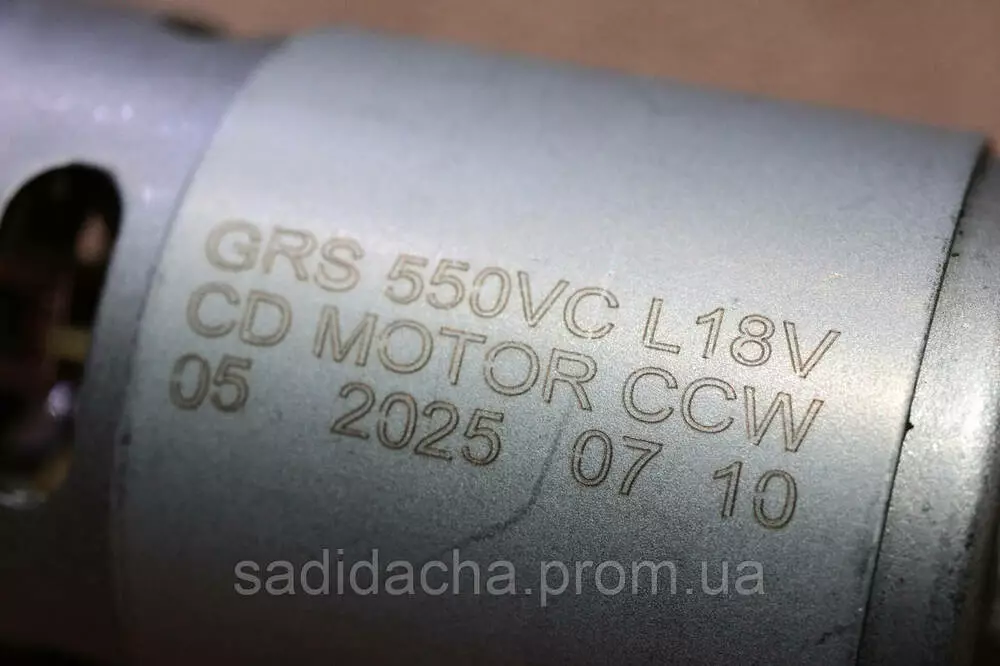 GRS 550VC L18V
CD MOTOR CCW
05 2025 07 10
sadidacha.prom.ua